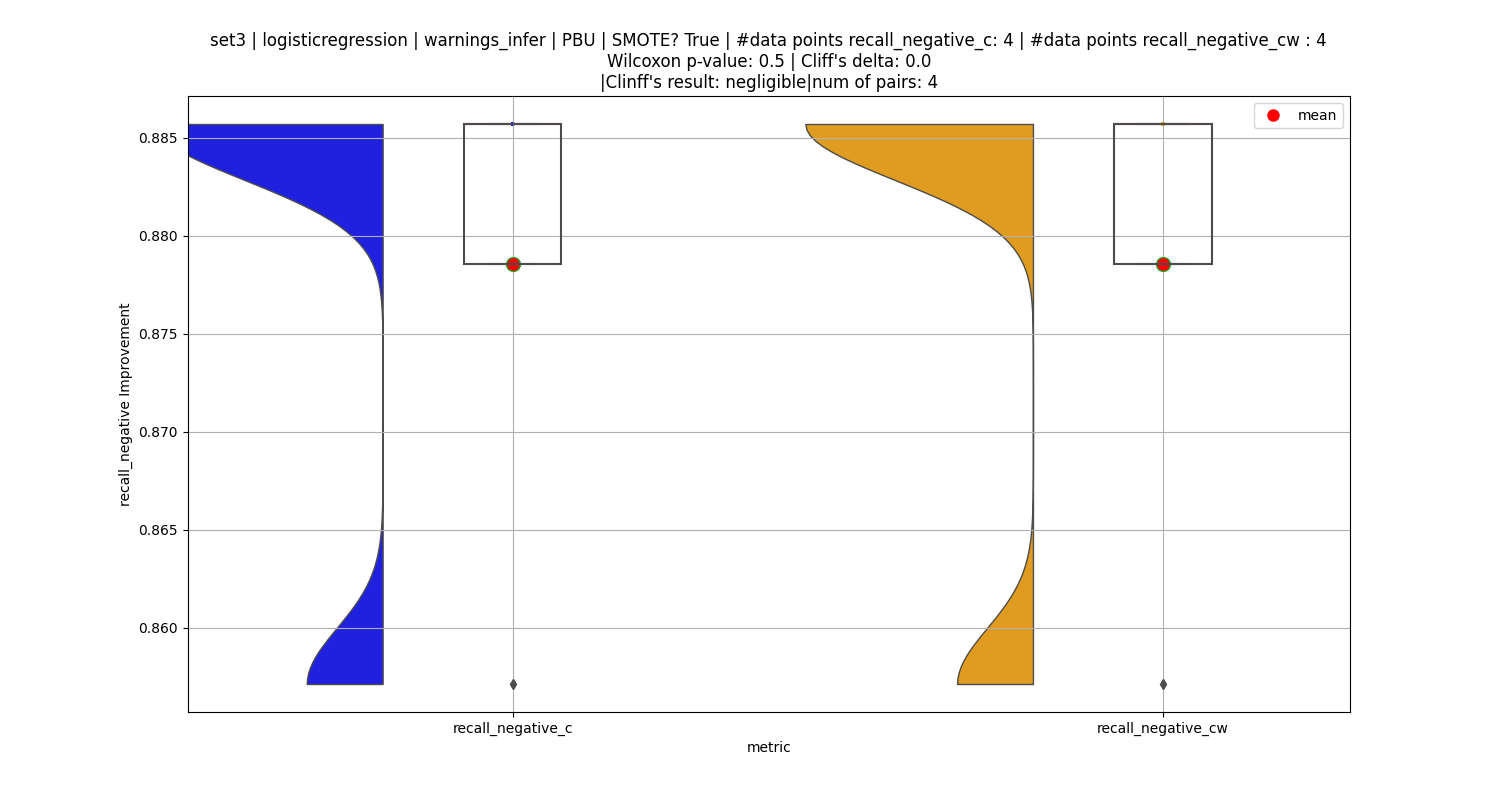 set3 | logisticregression | warnings_infer | PBU | SMOTE? True | #data points recall_negative_c: 4 | #data points recall_negative_cw : 4
Wilcoxon p-value: 0.5 | Cliff's delta: 0.0
|Clinff's result: negligible|num of pairs: 4
mean
0.885
0.880
0.875
0.870
0.865
0.860
recall_negative Improvement
recall_negative_c
recall_negative_cw
metric